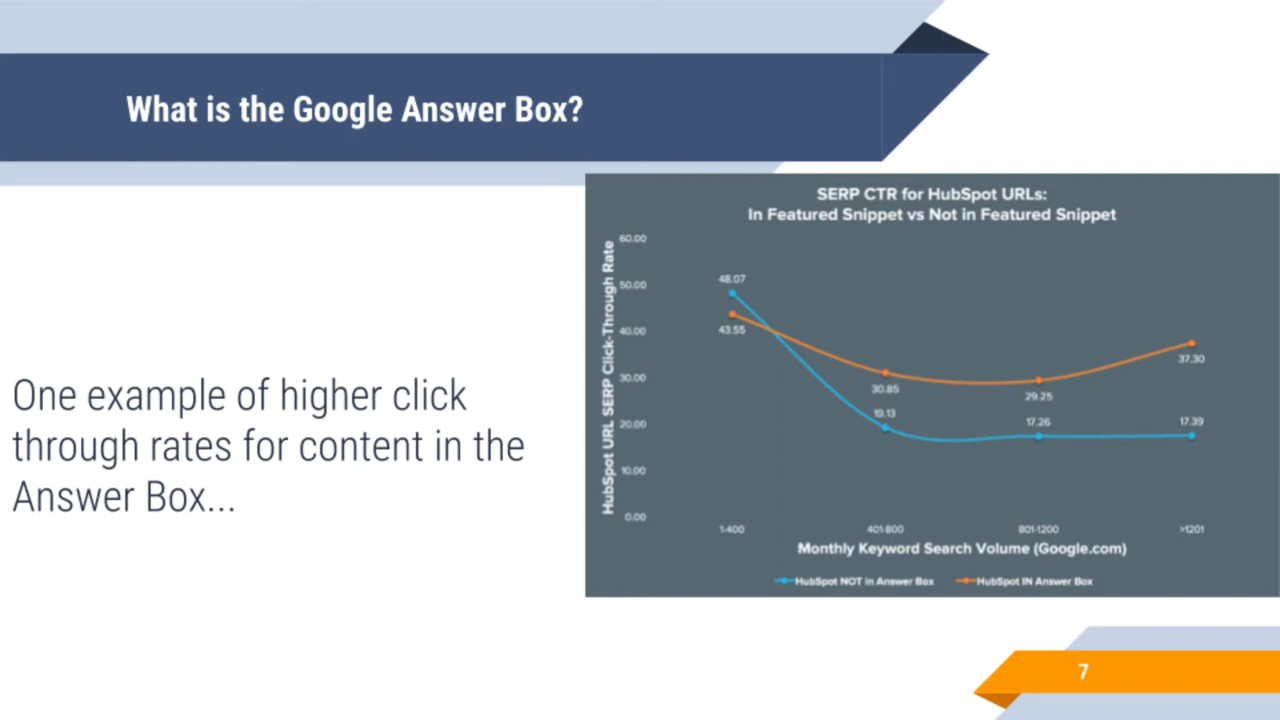 What is the Google Answer Box?
One example of higher click
through rates for content in the
Answer Box...
SERP CTR for HubSpot URLs:
In Featured Snippet vs Not in Featured Snippet
HubSpot URL SERP Click-Through Rate
60.00
50.00
40.00
30.00
20.00
10.00
0.00
48.07
43.55
30.85
19.13
29.25
17.26
37.30
17.39
1-400
401-800
801-1200
>1201
Monthly Keyword Search Volume (Google.com)
HubSpot NOT in Answer Box
HubSpot IN Answer Box
7